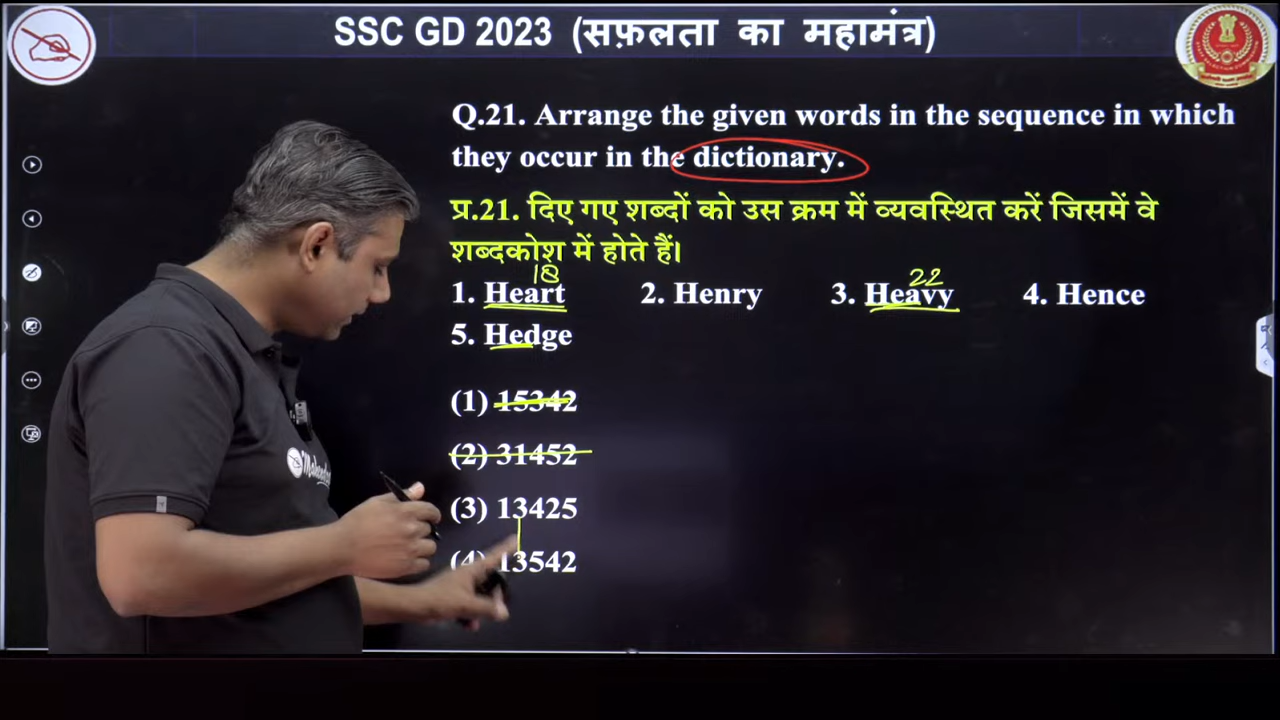 SSC GD 2023 (सफ़लता का महामंत्र)
Q.21. Arrange the given words in the sequence in which
they occur in the dictionary.
प्र.21. दिए गए शब्दों को उस क्रम में व्यवस्थित करें जिसमें वे
शब्दकोश में होते हैं।
18 22
1. Heart 2. Henry 3. Heavy 4. Hence
5. Hedge
(1) 15342
(2) 31452
(3) 13425
(4) 13542